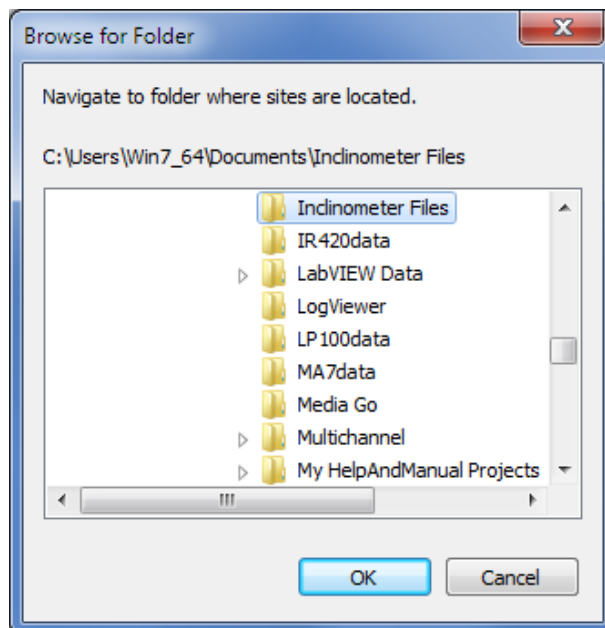 Browse for Folder
Navigate to folder where sites are located.
C:\Users\Win7_64\Documents\Inclinometer Files
Inclinometer Files
IR420data
LabVIEW Data
LogViewer
LP100data
MA7data
Media Go
Multichannel
My HelpAndManual Projects
OK Cancel